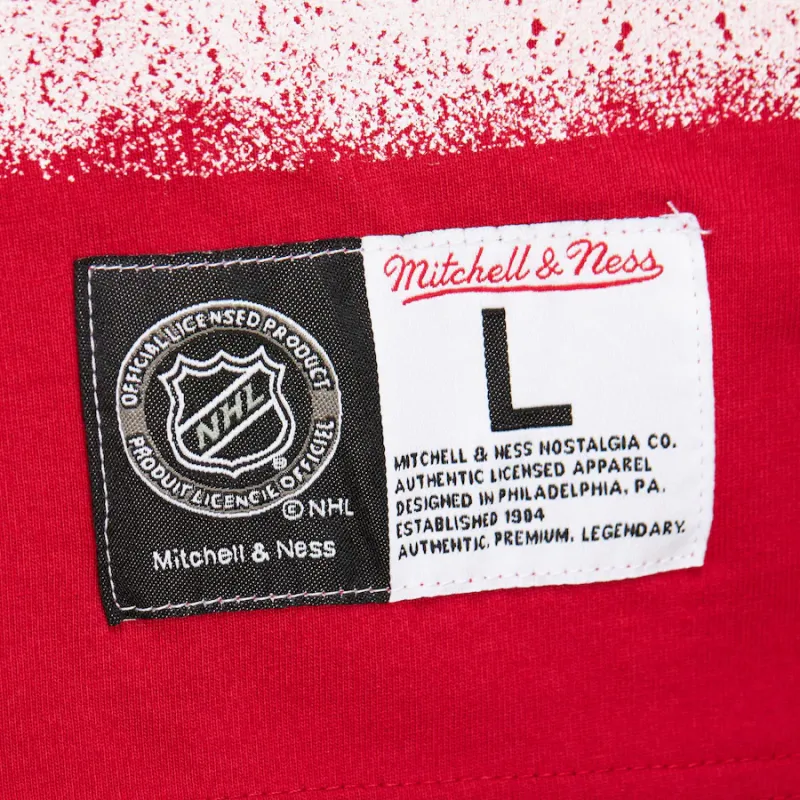 OFFICIAL LICENSED PRODUCT
NHL
®
PRODUIT LICENCIÉ OFFICIEL
© NHL
Mitchell & Ness
Mitchell & Ness
L
MITCHELL & NESS NOSTALGIA CO.
AUTHENTIC LICENSED APPAREL
DESIGNED IN PHILADELPHIA, PA.
ESTABLISHED 1904
AUTHENTIC. PREMIUM. LEGENDARY.